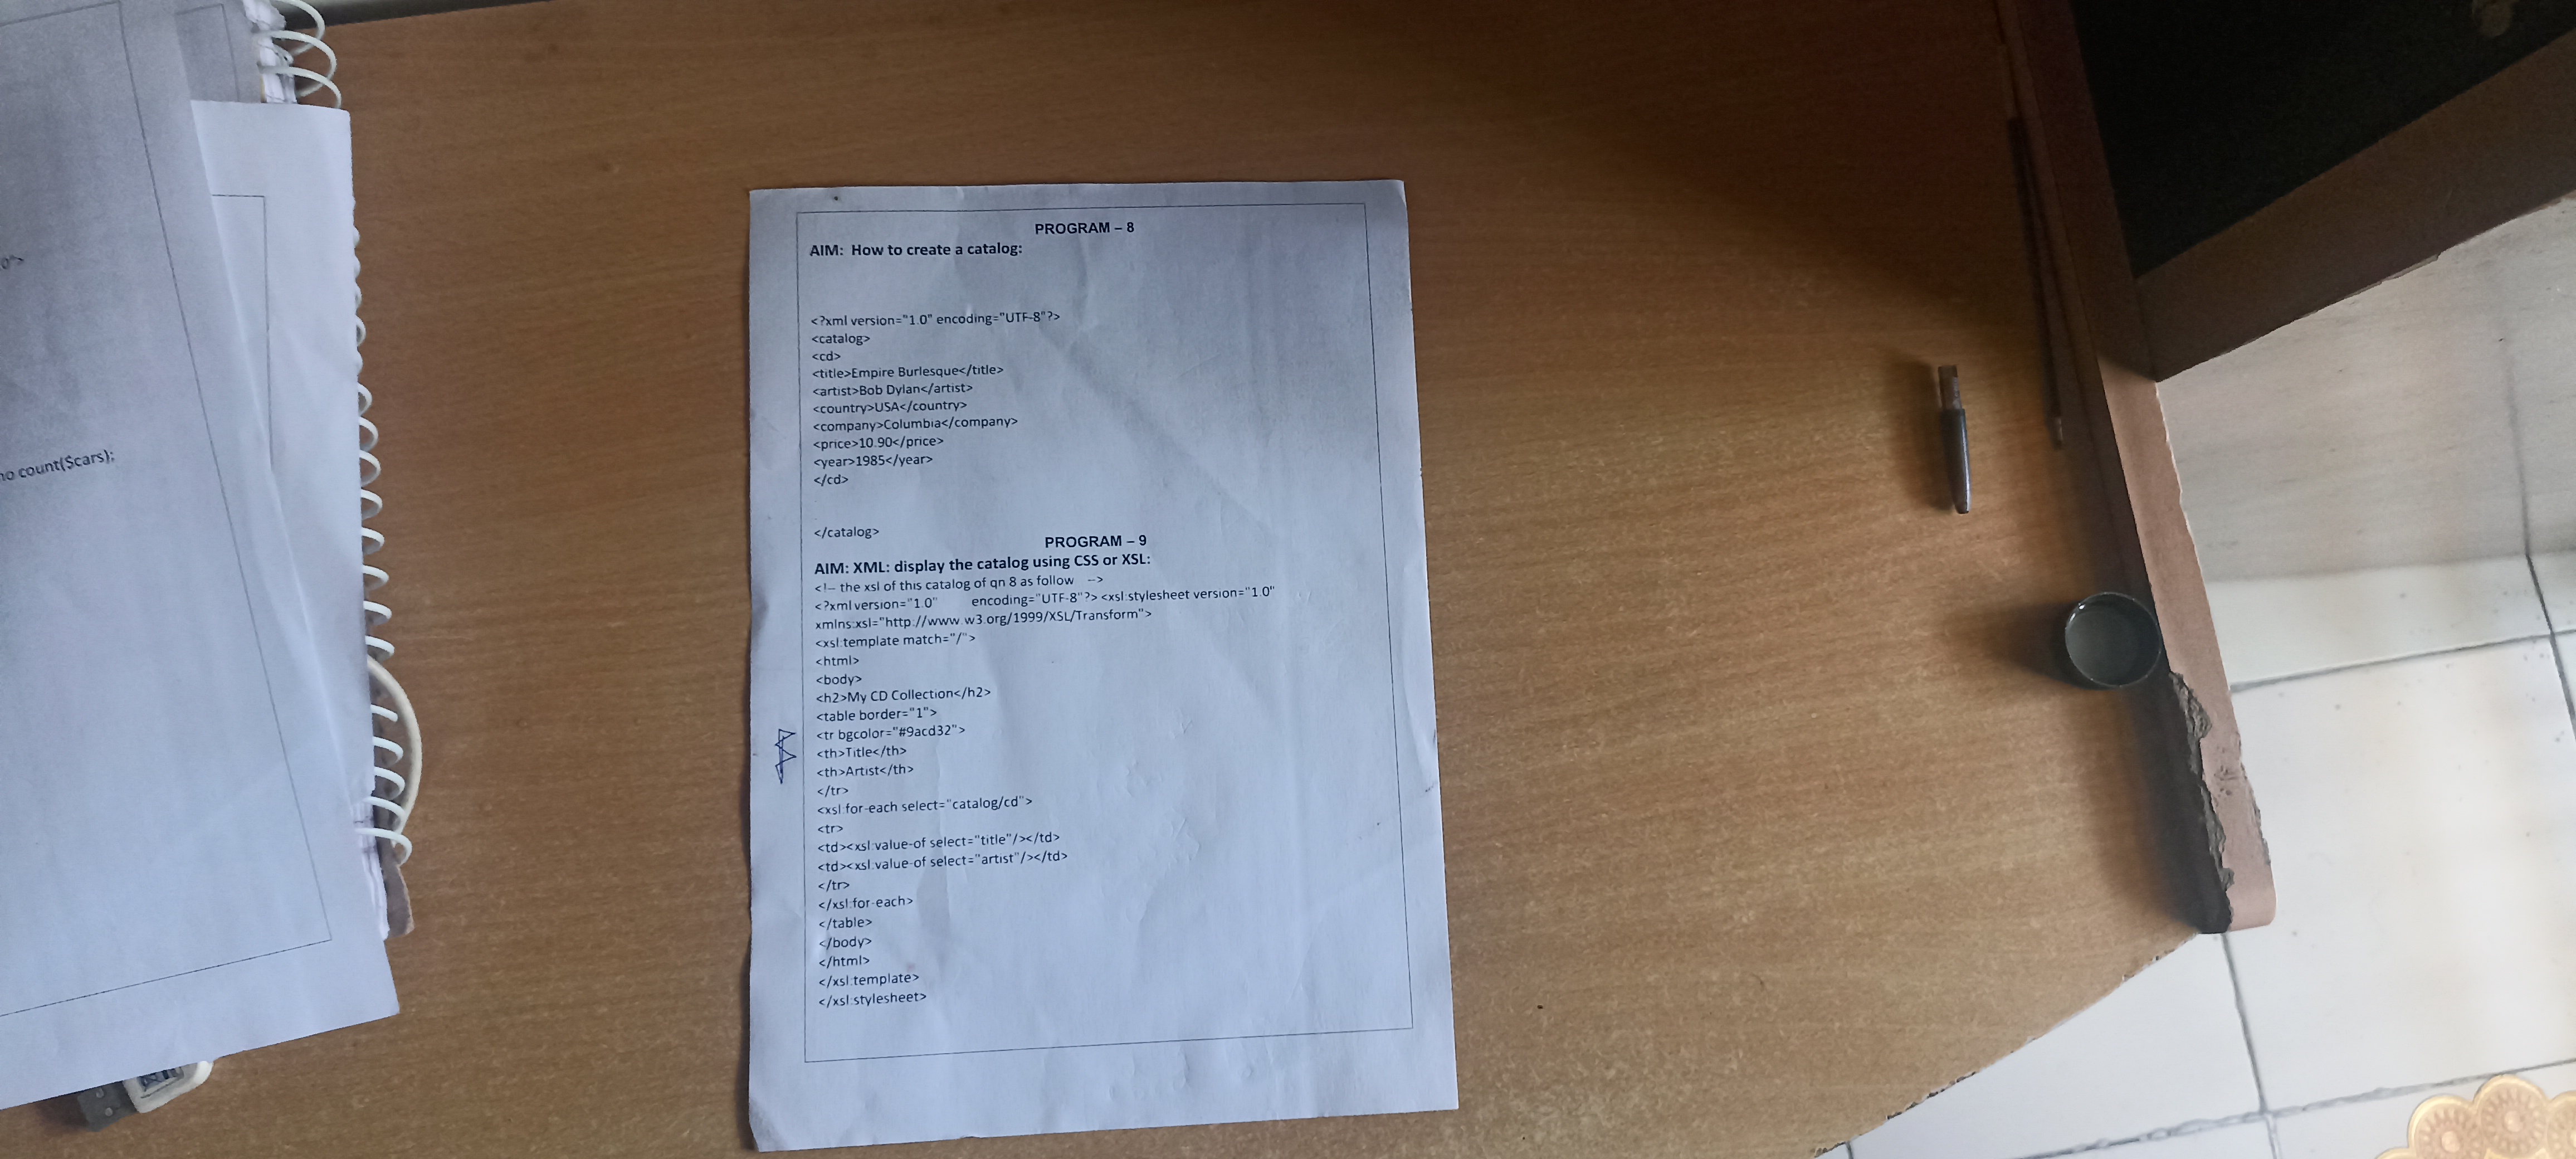 0">
no count($cars);
PROGRAM – 8
AIM: How to create a catalog:
<?xml version="1.0" encoding="UTF-8"?>
<catalog>
<cd>
<title>Empire Burlesque</title>
<artist>Bob Dylan</artist>
<country>USA</country>
<company>Columbia</company>
<price>10.90</price>
<year>1985</year>
</cd>
</catalog>
PROGRAM – 9
AIM: XML: display the catalog using CSS or XSL:
<!-- the xsl of this catalog of qn 8 as follow -->
<?xml version="1.0" encoding="UTF-8"?> <xsl:stylesheet version="1.0"
xmlns:xsl="http://www.w3.org/1999/XSL/Transform">
<xsl:template match="/">
<html>
<body>
<h2>My CD Collection</h2>
<table border="1">
<tr bgcolor="#9acd32">
<th>Title</th>
<th>Artist</th>
</tr>
<xsl:for-each select="catalog/cd">
<tr>
<td><xsl:value-of select="title"/></td>
<td><xsl:value-of select="artist"/></td>
</tr>
</xsl:for-each>
</table>
</body>
</html>
</xsl:template>
</xsl:stylesheet>